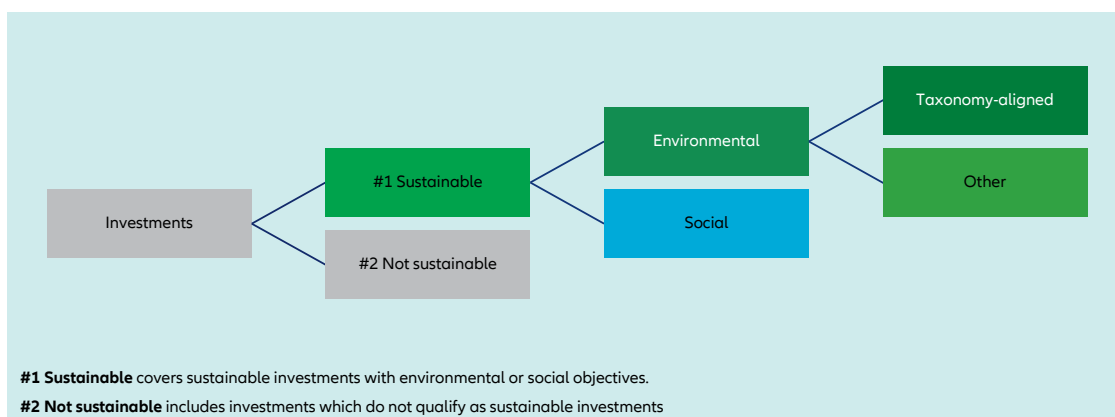 Taxonomy-aligned
Environmental
#1 Sustainable
Other
Investments
Social
#2 Not sustainable
#1 Sustainable covers sustainable investments with environmental or social objectives.
#2 Not sustainable includes investments which do not qualify as sustainable investments